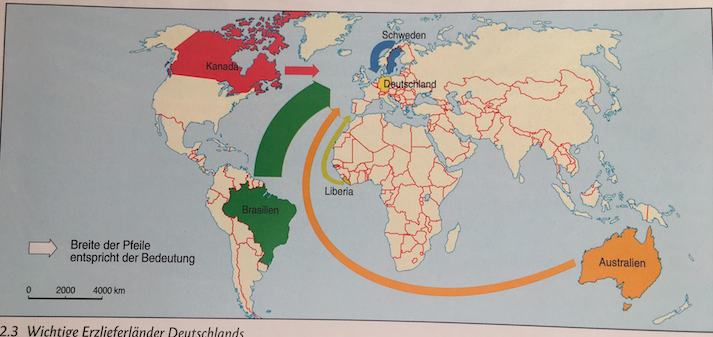 Schweden
Kanada
Deutschland
Liberia
Brasilien
Breite der Pfeile
entspricht der Bedeutung
Australien
0 2000 4000 km
2.3 Wichtige Erzlieferländer Deutschlands